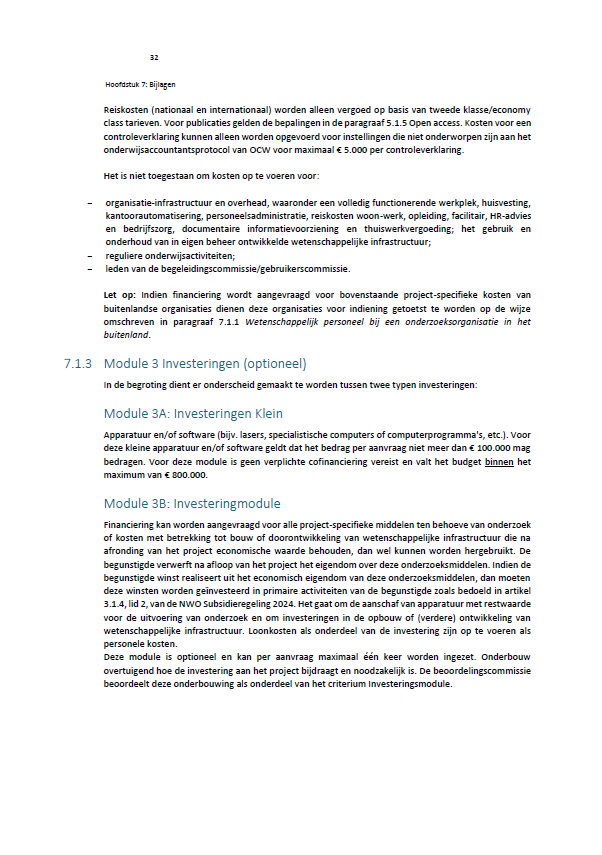 32
Hoofdstuk 7: Bijlagen
Reiskosten (nationaal en internationaal) worden alleen vergoed op basis van tweede klasse/economy
class tarieven. Voor publicaties gelden de bepalingen in de paragraaf 5.1.5 Open access. Kosten voor een
controleverklaring kunnen alleen worden opgevoerd voor instellingen die niet onderworpen zijn aan het
onderwijsaccountantsprotocol van OCW voor maximaal € 5.000 per controleverklaring.
Het is niet toegestaan om kosten op te voeren voor:
– organisatie-infrastructuur en overhead, waaronder een volledig functionerende werkplek, huisvesting,
kantoorautomatisering, personeelsadministratie, reiskosten woon-werk, opleiding, facilitair, HR-advies
en bedrijfszorg, documentaire informatievoorziening en thuiswerkvergoeding; het gebruik en
onderhoud van in eigen beheer ontwikkelde wetenschappelijke infrastructuur;
– reguliere onderwijsactiviteiten;
– leden van de begeleidingscommissie/gebruikerscommissie.
Let op: Indien financiering wordt aangevraagd voor bovenstaande project-specifieke kosten van
buitenlandse organisaties dienen deze organisaties voor indiening getoetst te worden op de wijze
omschreven in paragraaf 7.1.1 Wetenschappelijk personeel bij een onderzoeksorganisatie in het
buitenland.
7.1.3 Module 3 Investeringen (optioneel)
In de begroting dient er onderscheid gemaakt te worden tussen twee typen investeringen:
Module 3A: Investeringen Klein
Apparatuur en/of software (bijv. lasers, specialistische computers of computerprogramma's, etc.). Voor
deze kleine apparatuur en/of software geldt dat het bedrag per aanvraag niet meer dan € 100.000 mag
bedragen. Voor deze module is geen verplichte cofinanciering vereist en valt het budget binnen het
maximum van € 800.000.
Module 3B: Investeringmodule
Financiering kan worden aangevraagd voor alle project-specifieke middelen ten behoeve van onderzoek
of kosten met betrekking tot bouw of doorontwikkeling van wetenschappelijke infrastructuur die na
afronding van het project economische waarde behouden, dan wel kunnen worden hergebruikt. De
begunstigde verwerft na afloop van het project het eigendom over deze onderzoeksmiddelen. Indien de
begunstigde winst realiseert uit het economisch eigendom van deze onderzoeksmiddelen, dan moeten
deze winsten worden geïnvesteerd in primaire activiteiten van de begunstigde zoals bedoeld in artikel
3.1.4, lid 2, van de NWO Subsidieregeling 2024. Het gaat om de aanschaf van apparatuur met restwaarde
voor de uitvoering van onderzoek en om investeringen in de opbouw of (verdere) ontwikkeling van
wetenschappelijke infrastructuur. Loonkosten als onderdeel van de investering zijn op te voeren als
personele kosten.
Deze module is optioneel en kan per aanvraag maximaal één keer worden ingezet. Onderbouw
overtuigend hoe de investering aan het project bijdraagt en noodzakelijk is. De beoordelingscommissie
beoordeelt deze onderbouwing als onderdeel van het criterium Investeringsmodule.